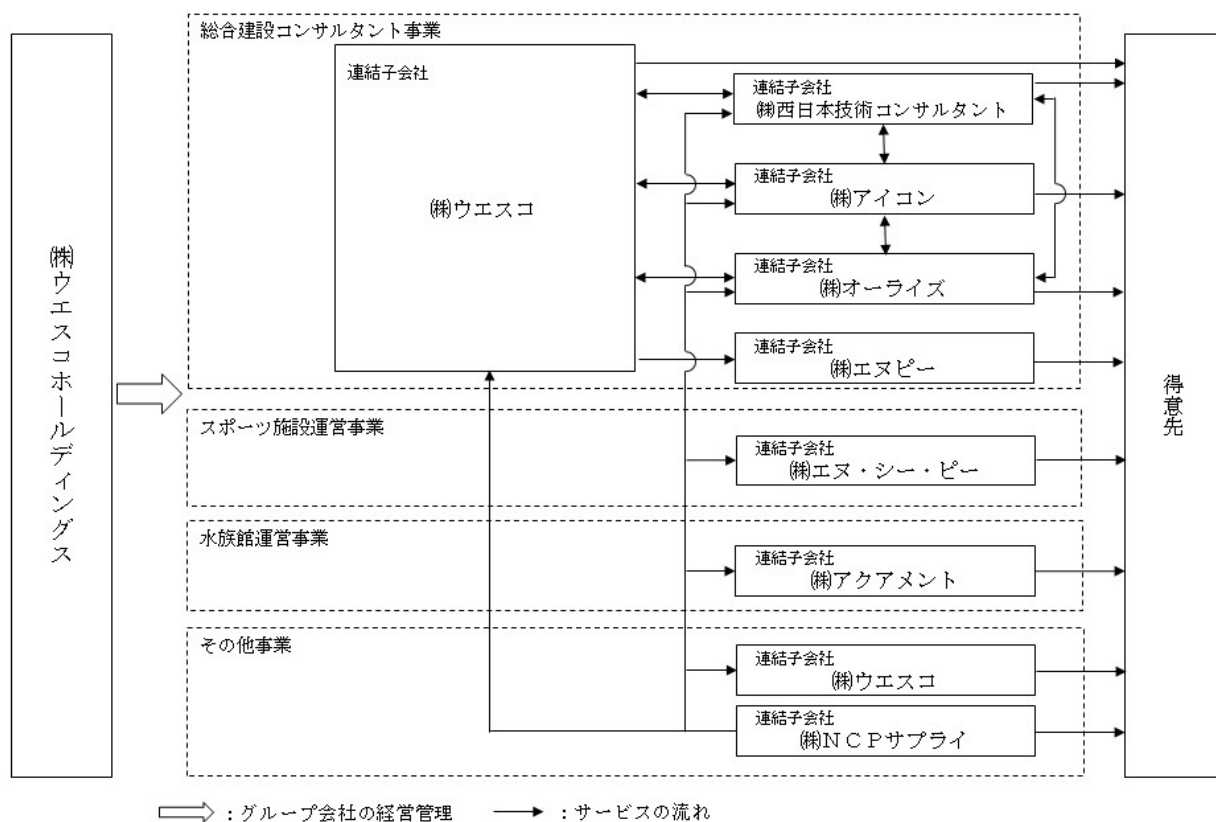 ㈱ウエスコホールディングス
総合建設コンサルタント事業
連結子会社
㈱ウエスコ
連結子会社
㈱西日本技術コンサルタント
連結子会社
㈱アイコン
連結子会社
㈱オーライズ
連結子会社
㈱エヌピー
スポーツ施設運営事業
連結子会社
㈱エヌ・シー・ピー
水族館運営事業
連結子会社
㈱アクアメント
その他事業
連結子会社
㈱ウエスコ
連結子会社
㈱ＮＣＰサプライ
得意先
：グループ会社の経営管理
：サービスの流れ